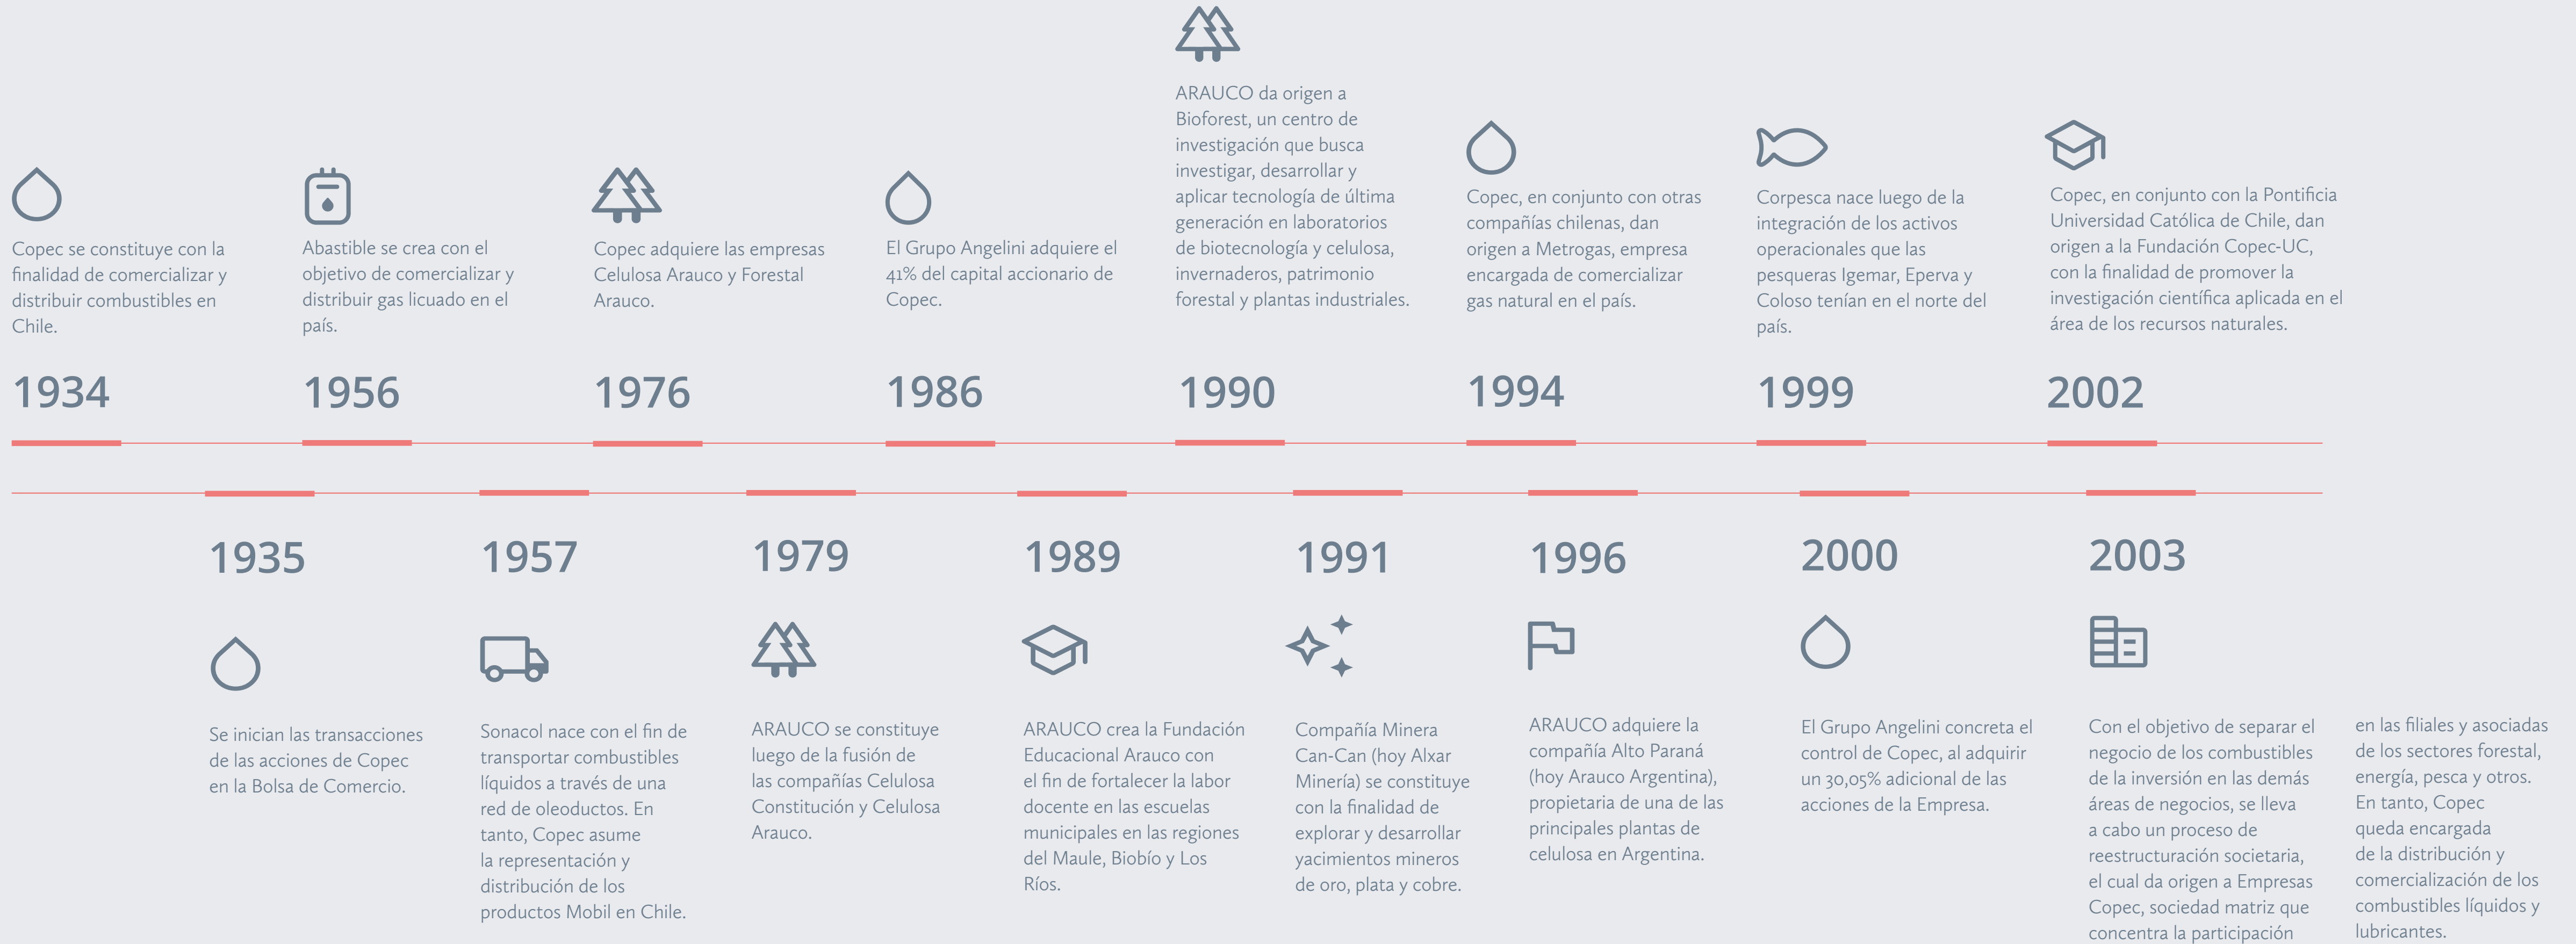 Copec se constituye con la
finalidad de comercializar y
distribuir combustibles en
Chile.
1934
Abastible se crea con el
objetivo de comercializar y
distribuir gas licuado en el
país.
1956
Copec adquiere las empresas
Celulosa Arauco y Forestal
Arauco.
1976
El Grupo Angelini adquiere el
41% del capital accionario de
Copec.
1986
ARAUCO da origen a
Bioforest, un centro de
investigación que busca
investigar, desarrollar y
aplicar tecnología de última
generación en laboratorios
de biotecnología y celulosa,
invernaderos, patrimonio
forestal y plantas industriales.
1990
Copec, en conjunto con otras
compañías chilenas, dan
origen a Metrogas, empresa
encargada de comercializar
gas natural en el país.
1994
Corpesca nace luego de la
integración de los activos
operacionales que las
pesqueras Igemar, Eperva y
Coloso tenían en el norte del
país.
1999
Copec, en conjunto con la Pontificia
Universidad Católica de Chile, dan
origen a la Fundación Copec-UC,
con la finalidad de promover la
investigación científica aplicada en el
área de los recursos naturales.
2002
1935
Se inician las transacciones
de las acciones de Copec
en la Bolsa de Comercio.
1957
Sonacol nace con el fin de
transportar combustibles
líquidos a través de una
red de oleoductos. En
tanto, Copec asume
la representación y
distribución de los
productos Mobil en Chile.
1979
ARAUCO se constituye
luego de la fusión de
las compañías Celulosa
Constitución y Celulosa
Arauco.
1989
ARAUCO crea la Fundación
Educacional Arauco con
el fin de fortalecer la labor
docente en las escuelas
municipales en las regiones
del Maule, Biobío y Los
Ríos.
1991
Compañía Minera
Can-Can (hoy Alxar
Minería) se constituye
con la finalidad de
explorar y desarrollar
yacimientos mineros
de oro, plata y cobre.
1996
ARAUCO adquiere la
compañía Alto Paraná
(hoy Arauco Argentina),
propietaria de una de las
principales plantas de
celulosa en Argentina.
2000
El Grupo Angelini concreta el
control de Copec, al adquirir
un 30,05% adicional de las
acciones de la Empresa.
2003
Con el objetivo de separar el
negocio de los combustibles
de la inversión en las demás
áreas de negocios, se lleva
a cabo un proceso de
reestructuración societaria,
el cual da origen a Empresas
Copec, sociedad matriz que
concentra la participación
en las filiales y asociadas
de los sectores forestal,
energía, pesca y otros.
En tanto, Copec
queda encargada
de la distribución y
comercialización de los
combustibles líquidos y
lubricantes.